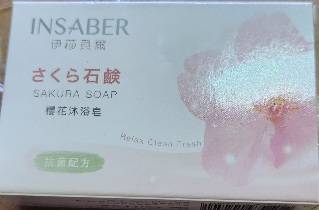 INSABER
伊莎貝爾
さくら石鹸
SAKURA SOAP
櫻花沐浴皂
Relax Clean Fresh
抗菌配方